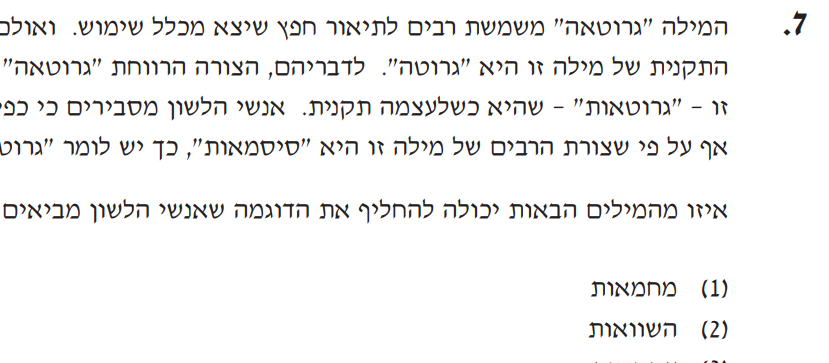 7. המילה "גרוטאה" משמשת רבים לתיאור חפץ שיצא מכלל שימוש. ואולם
התקנית של מילה זו היא "גרוטה". לדבריהם, הצורה הרווחת "גרוטאה"
זו – "גרוטאות" – שהיא כשלעצמה תקנית. אנשי הלשון מסבירים כי
אף על פי שצורת הרבים של מילה זו היא "סיסמאות", כך יש לומר
איזו מהמילים הבאות יכולה להחליף את הדוגמה שאנשי הלשון מביאים
(1) מחמאות
(2) השוואות